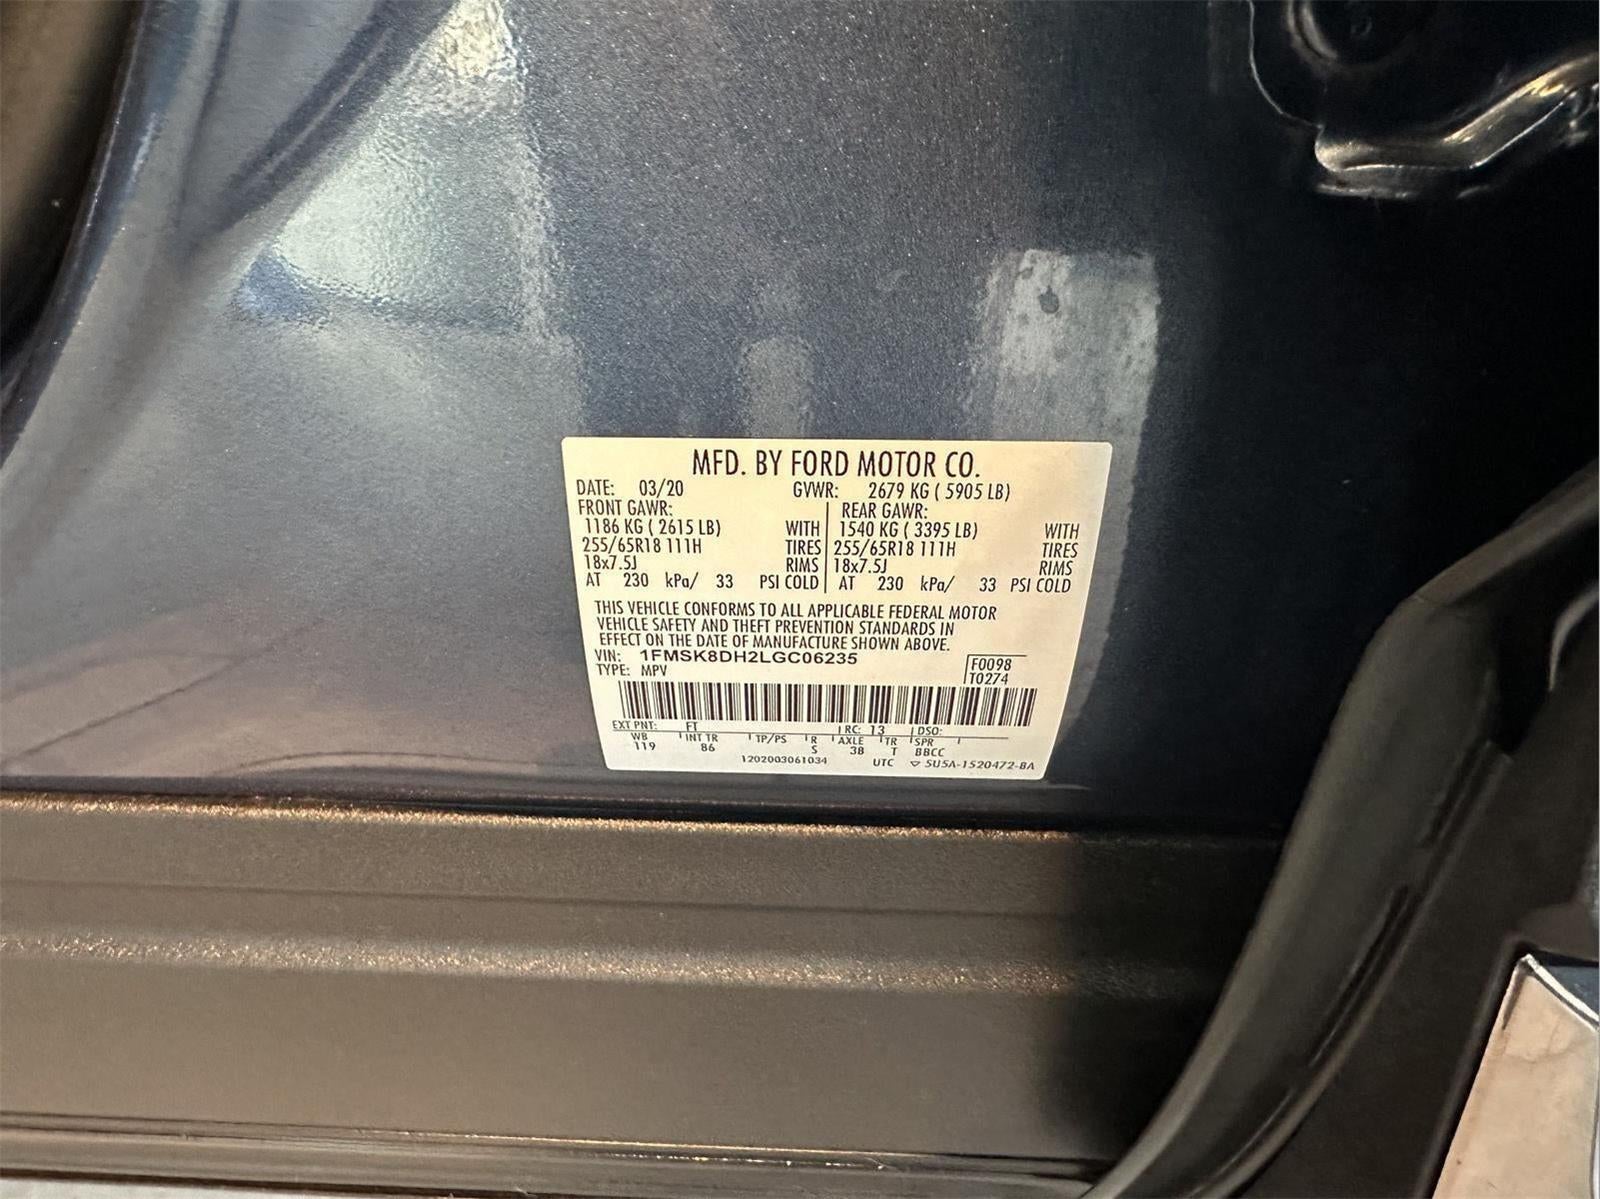 MFD. BY FORD MOTOR CO.
DATE: 03/20 GVWR: 2679 KG ( 5905 LB)
FRONT GAWR: REAR GAWR:
1186 KG ( 2615 LB) WITH 1540 KG ( 3395 LB) WITH
255/65R18 111H TIRES 255/65R18 111H TIRES
18x7.5J RIMS 18x7.5J RIMS
AT 230 kPa/ 33 PSI COLD AT 230 kPa/ 33 PSI COLD
THIS VEHICLE CONFORMS TO ALL APPLICABLE FEDERAL MOTOR
VEHICLE SAFETY AND THEFT PREVENTION STANDARDS IN
EFFECT ON THE DATE OF MANUFACTURE SHOWN ABOVE.
VIN: 1FMSK8DH2LGC06235 F0098
TYPE: MPV T0274
EXT PNT: FT RC: 13 DSO:
WB INT TR TP/PS R AXLE TR SPR
119 86 S 38 T BBCC
1202003061034 UTC ▽ 5U5A-1520472-BA